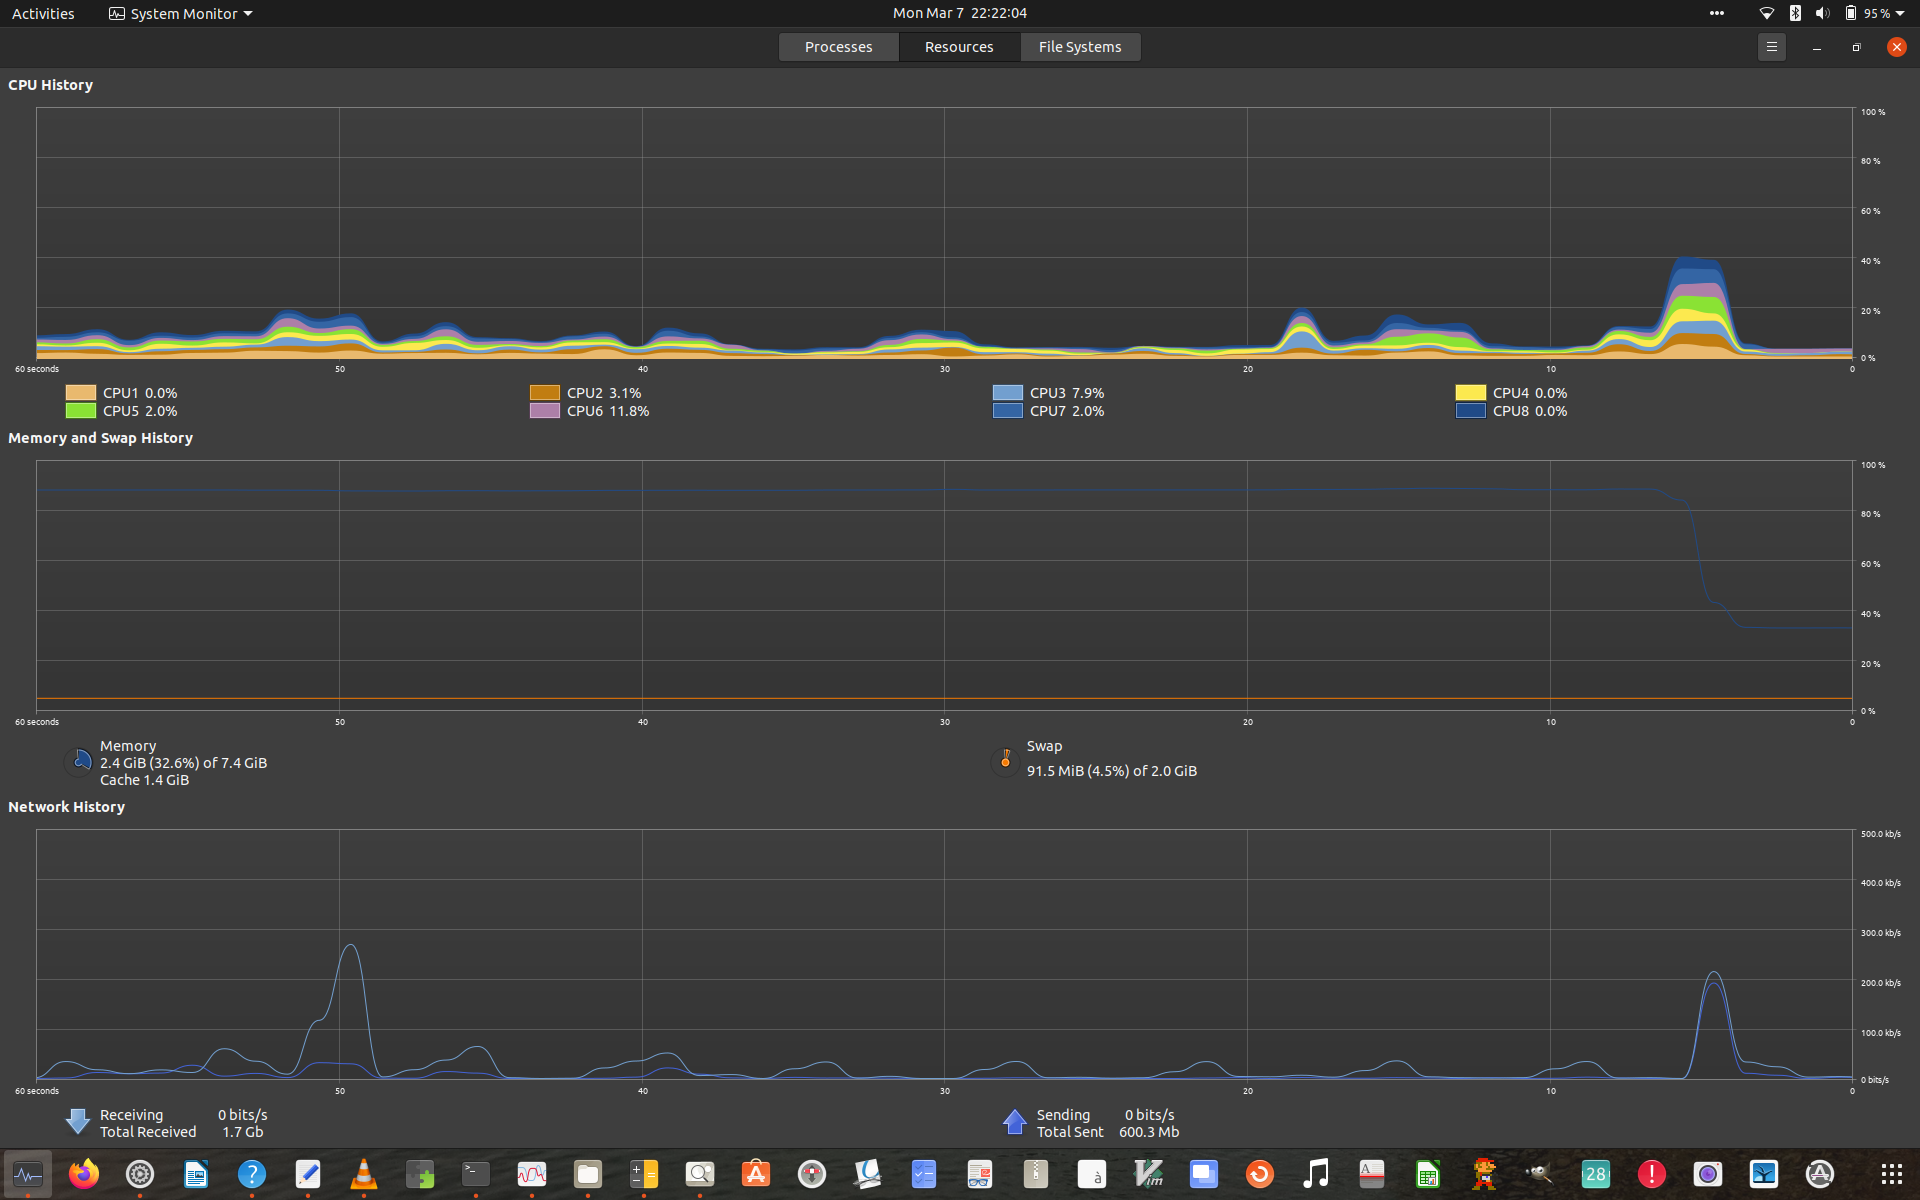 Activities
System Monitor
Mon Mar 7 22:22:04
95 %
Processes
Resources
File Systems
CPU History
100 %
80 %
60 %
40 %
20 %
0 %
60 seconds 50 40 30 20 10 0
CPU1 0.0% CPU2 3.1% CPU3 7.9% CPU4 0.0%
CPU5 2.0% CPU6 11.8% CPU7 2.0% CPU8 0.0%
Memory and Swap History
100 %
80 %
60 %
40 %
20 %
0 %
60 seconds 50 40 30 20 10 0
Memory
2.4 GiB (32.6%) of 7.4 GiB
Cache 1.4 GiB
Swap
91.5 MiB (4.5%) of 2.0 GiB
Network History
500.0 kb/s
400.0 kb/s
300.0 kb/s
200.0 kb/s
100.0 kb/s
0 bits/s
60 seconds 50 40 30 20 10 0
Receiving 0 bits/s
Total Received 1.7 Gb
Sending 0 bits/s
Total Sent 600.3 Mb
?
>_
à
Vim
A
28
!
A